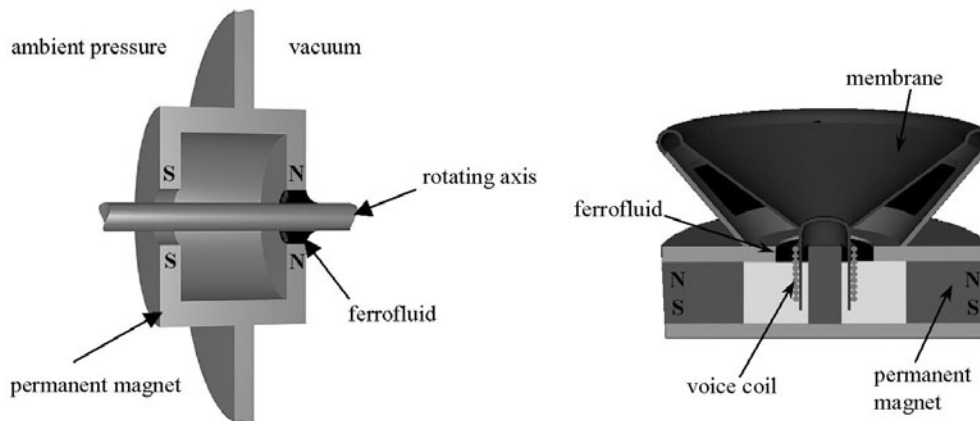 ambient pressure
vacuum
S
N
rotating axis
S
N
ferrofluid
permanent magnet
membrane
ferrofluid
N
N
S
S
voice coil
permanent
magnet